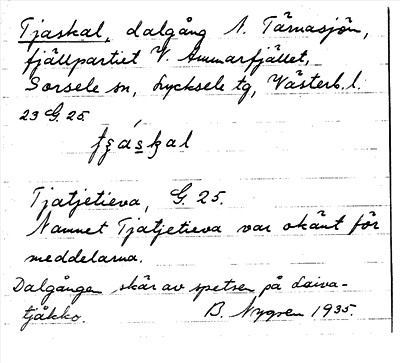 Tjaskal, dalgång N. Tärnasjön,
fjällpartiet V. Ammarfjället,
Sorsele sn, Lycksele tg, Västerb. l.
23 G. 25
Tjatjetieva, G. 25.
Namnet Tjatjetieva var okänt för
meddelarna.
Dalgången skär av spetsen på Laiva-
tjåkko. B. Nygren 1935.